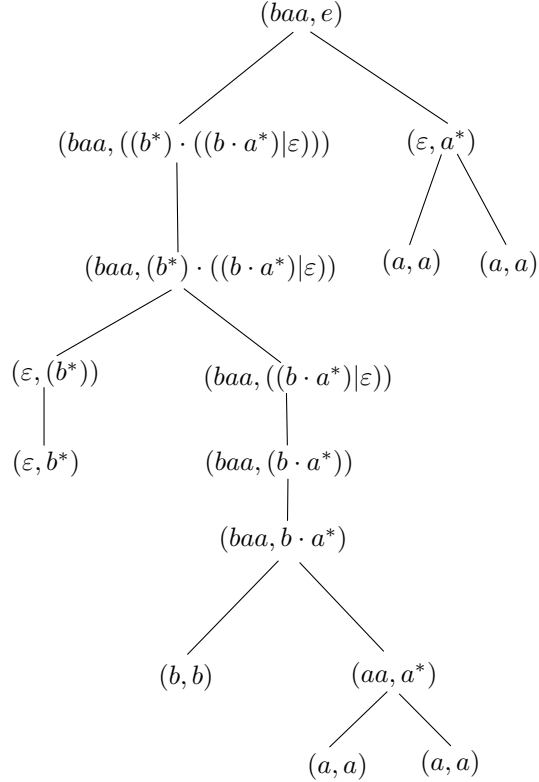 (baa, e)
(baa, ((b*) · ((b · a*)|ε))) (ε, a*)
(baa, (b*) · ((b · a*)|ε)) (a, a) (a, a)
(ε, (b*)) (baa, ((b · a*)|ε))
(ε, b*) (baa, (b · a*))
(baa, b · a*)
(b, b) (aa, a*)
(a, a) (a, a)